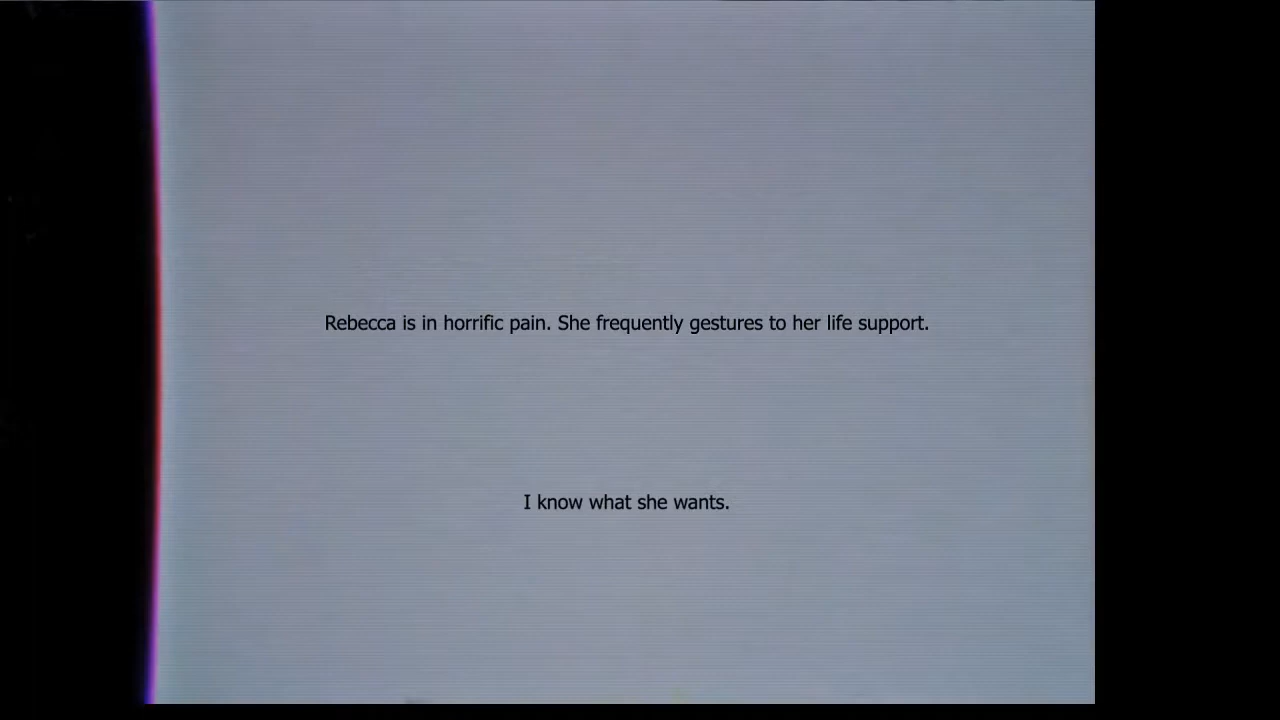 Rebecca is in horrific pain. She frequently gestures to her life support.
I know what she wants.